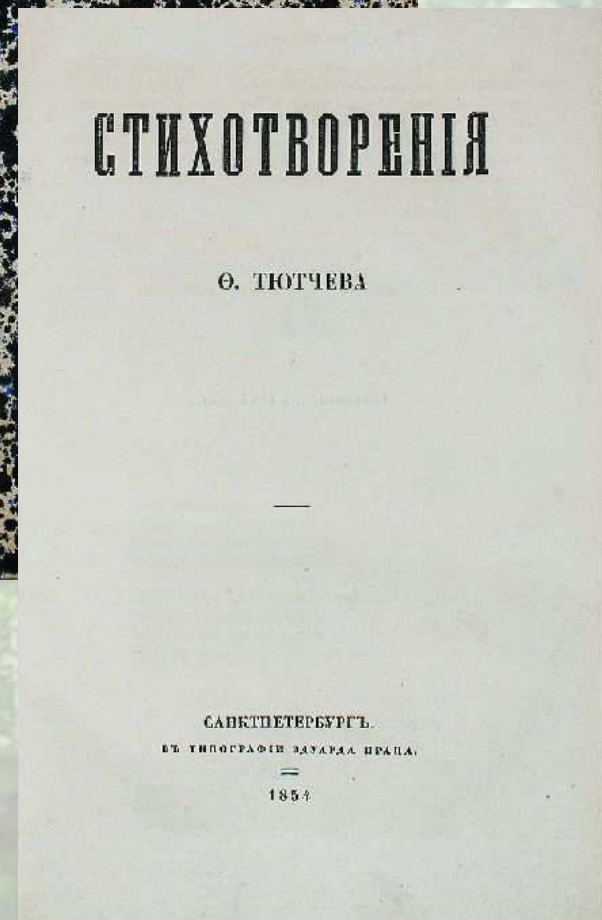 СТИХОТВОРЕНІЯ
Ѳ. ТЮТЧЕВА
САНКТПЕТЕРБУРГЪ.
ВЪ ТИПОГРАФІИ ЭДУАРДА ПРАЦА.
1854